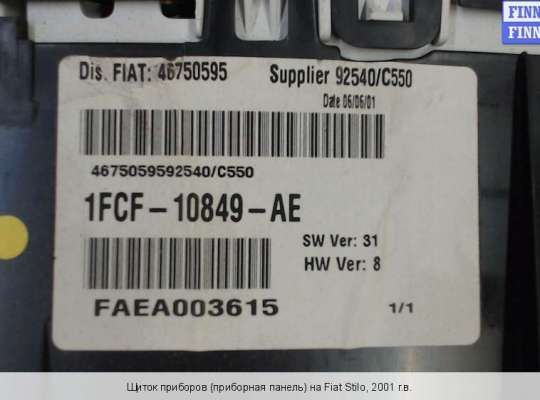 FINN
FINN
Dis. FIAT: 46750595 Supplier 92540/C550
Date 06/06/01
4675059592540/C550
1FCF-10849-AE
SW Ver: 31
HW Ver: 8
FAEA003615 1/1
Щиток приборов (приборная панель) на Fiat Stilo, 2001 г.в.